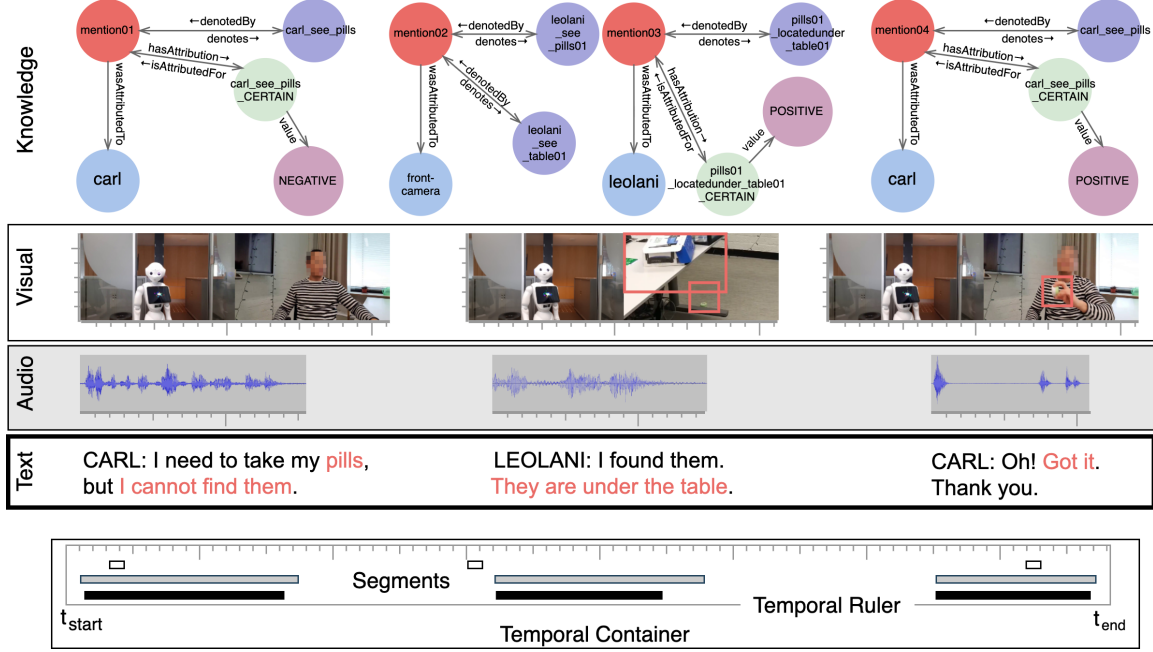 Knowledge
mention01
←denotedBy
denotes→
carl_see_pills
hasAttribution→
←isAttributedFor
wasAttributedTo
carl_see_pills
_CERTAIN
value
carl
NEGATIVE
mention02
←denotedBy
denotes→
leolani
_see
_pills01
←denotedBy
denotes→
wasAttributedTo
leolani
_see
_table01
front-
camera
mention03
←denotedBy
denotes→
pills01
_locatedunder
_table01
hasAttribution→
←isAttributedFor
wasAttributedTo
POSITIVE
value
leolani
pills01
_locatedunder_table01
_CERTAIN
mention04
←denotedBy
denotes→
carl_see_pills
hasAttribution→
←isAttributedFor
wasAttributedTo
carl_see_pills
_CERTAIN
value
carl
POSITIVE
Visual
Audio
Text
CARL: I need to take my pills,
but I cannot find them.
LEOLANI: I found them.
They are under the table.
CARL: Oh! Got it.
Thank you.
Segments
Temporal Ruler
tstart
tend
Temporal Container